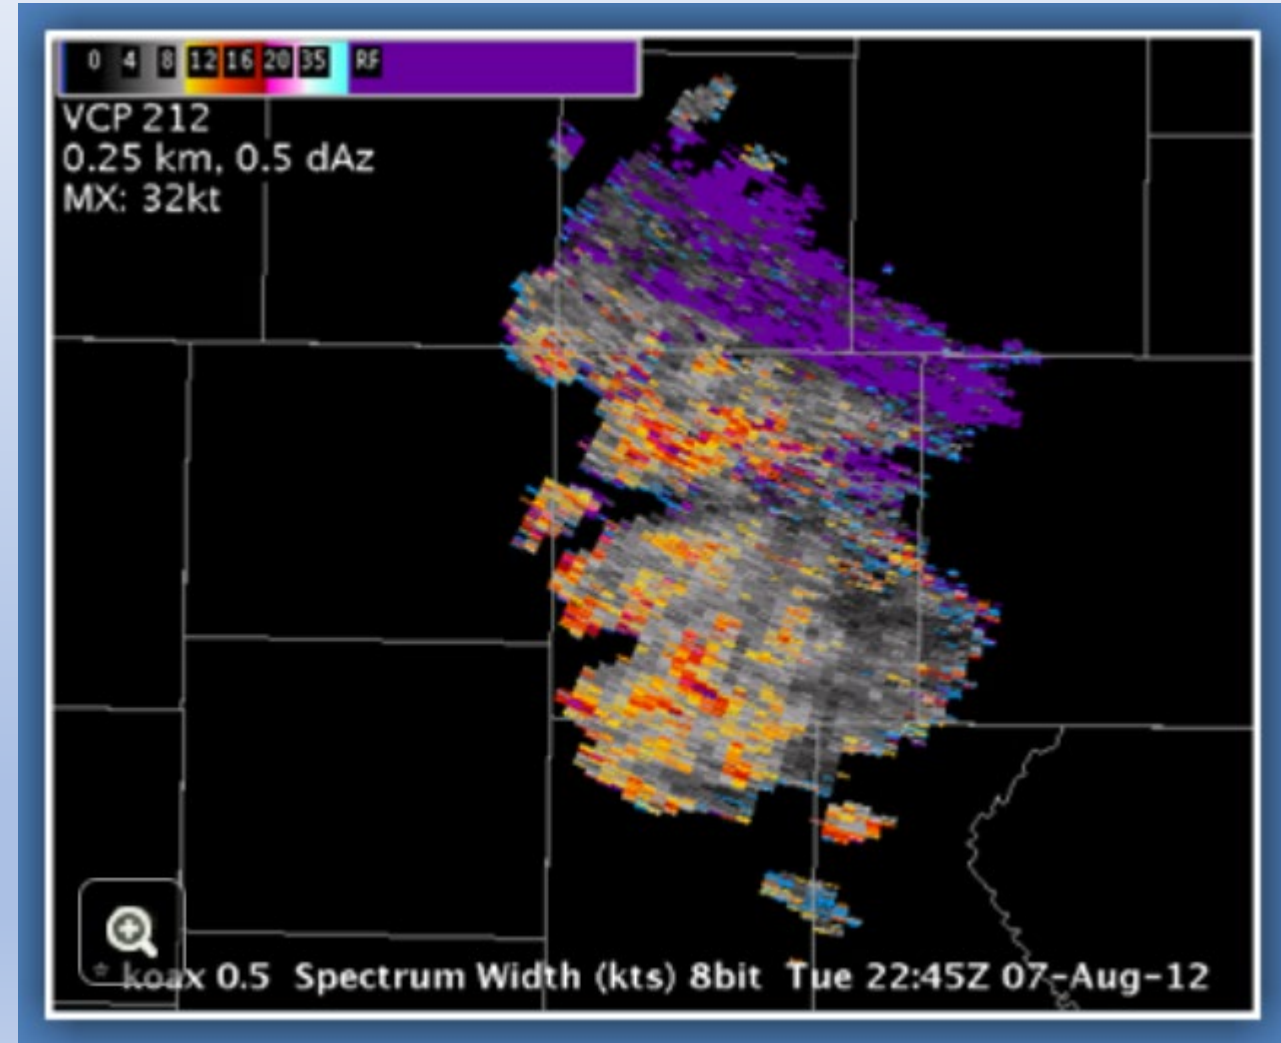 0 4 8 12 16 20 35 RF
VCP 212
0.25 km, 0.5 dAz
MX: 32kt
koax 0.5 Spectrum Width (kts) 8bit Tue 22:45Z 07-Aug-12